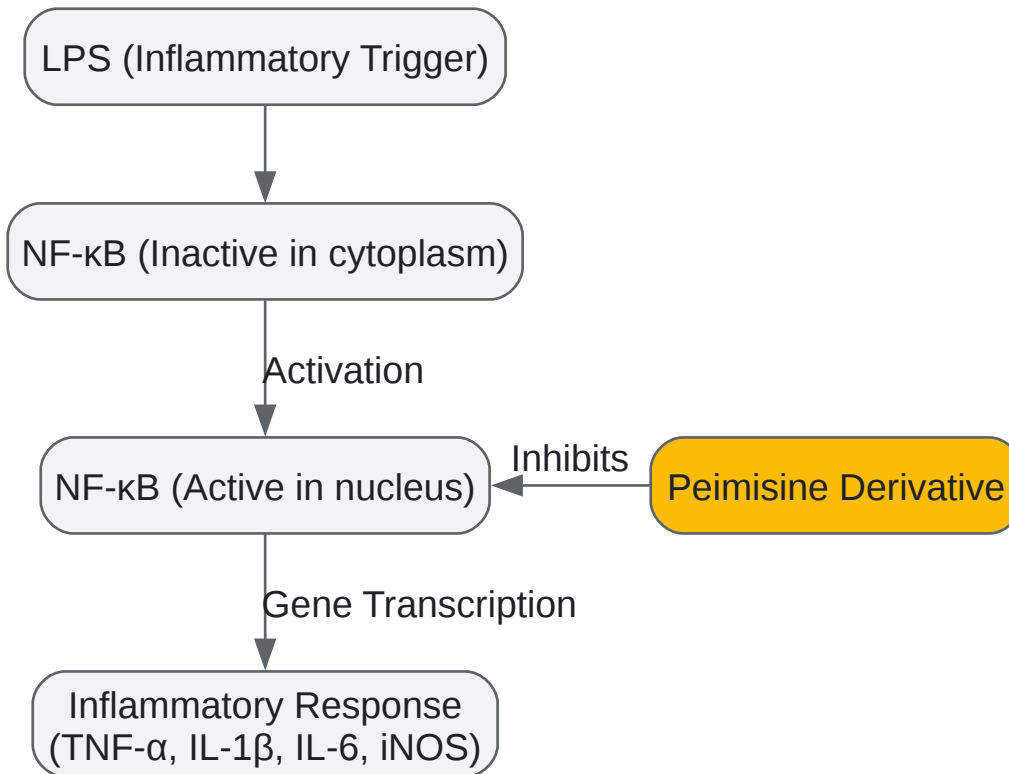 LPS (Inflammatory Trigger)
NF-κB (Inactive in cytoplasm)
Activation
NF-κB (Active in nucleus)
Inhibits
Peimisine Derivative
Gene Transcription
Inflammatory Response
(TNF-α, IL-1β, IL-6, iNOS)